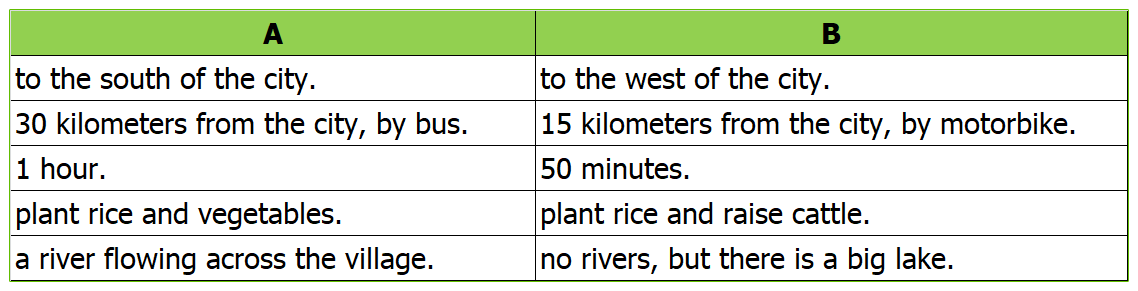 A B
to the south of the city. to the west of the city.
30 kilometers from the city, by bus. 15 kilometers from the city, by motorbike.
1 hour. 50 minutes.
plant rice and vegetables. plant rice and raise cattle.
a river flowing across the village. no rivers, but there is a big lake.